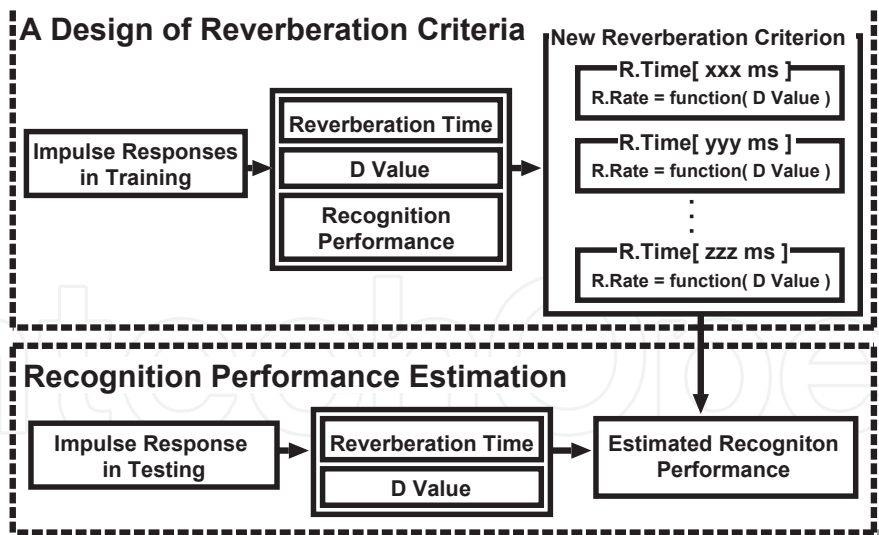 A Design of Reverberation Criteria
Impulse Responses
in Training
Reverberation Time
D Value
Recognition
Performance
New Reverberation Criterion
R.Time[ xxx ms ]
R.Rate = function( D Value )
R.Time[ yyy ms ]
R.Rate = function( D Value )
R.Time[ zzz ms ]
R.Rate = function( D Value )
Recognition Performance Estimation
Impulse Response
in Testing
Reverberation Time
D Value
Estimated Recogniton
Performance